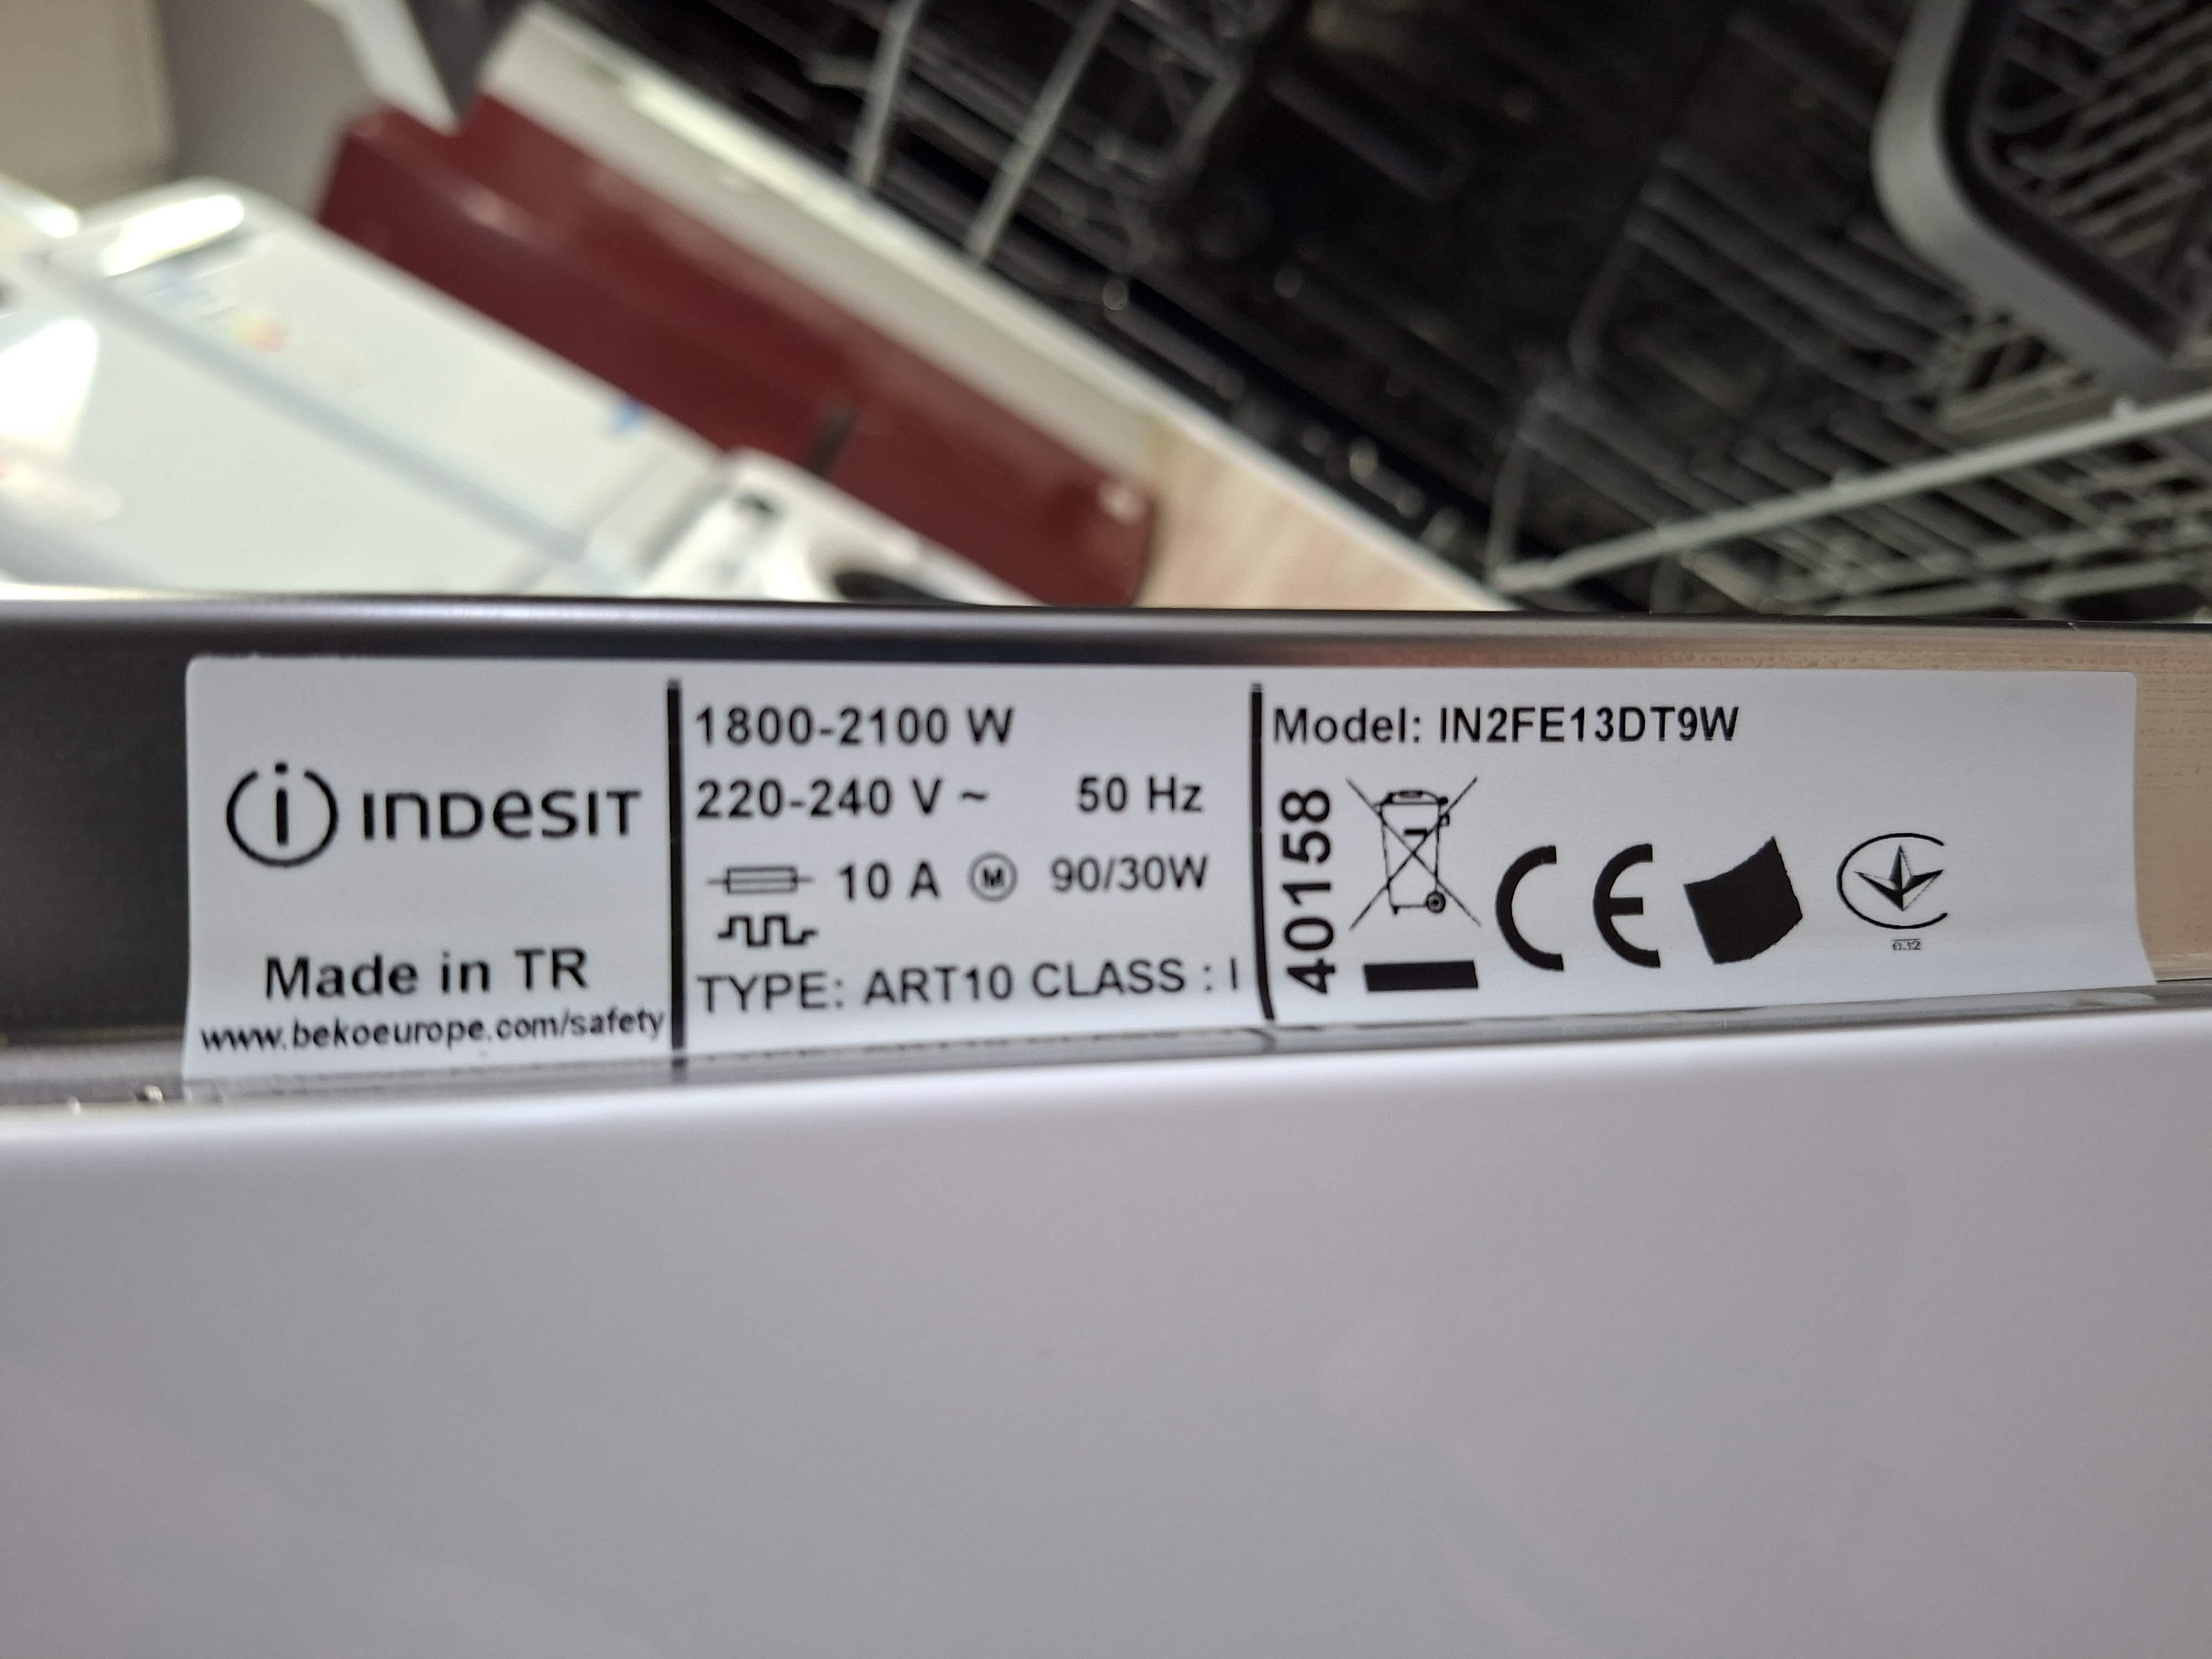 INDESIT
Made in TR
www.bekoeurope.com/safety
1800-2100 W
220-240 V ~ 50 Hz
10 A M 90/30W
TYPE: ART10 CLASS : I
Model: IN2FE13DT9W
40158
CE